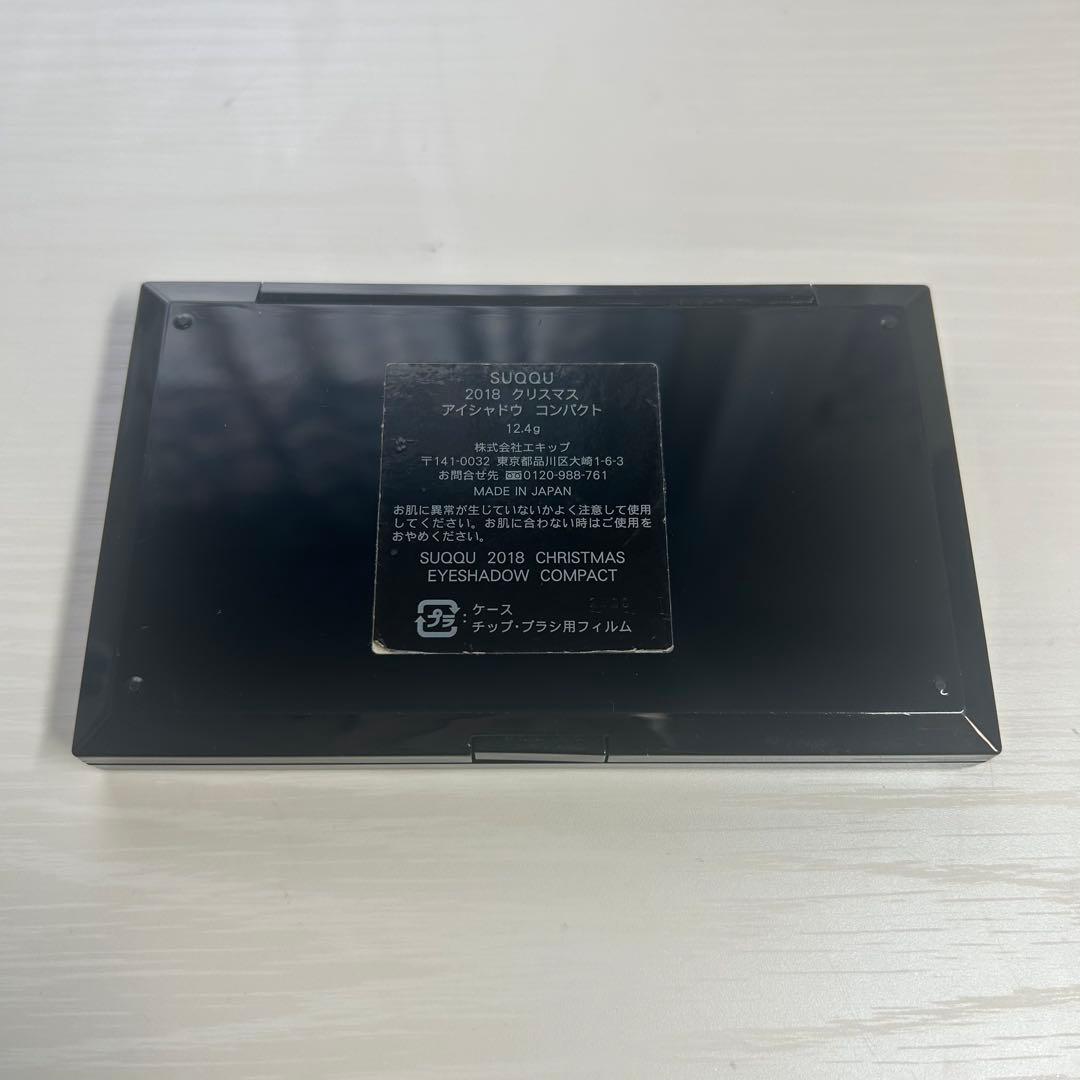 SUQQU
2018 クリスマス
アイシャドウ コンパクト
12.4g
株式会社エキップ
〒141-0032 東京都品川区大崎1-6-3
お問合せ先 0120-988-761
MADE IN JAPAN
お肌に異常が生じていないかよく注意して使用
してください。お肌に合わない時はご使用を
おやめください。
SUQQU 2018 CHRISTMAS
EYESHADOW COMPACT
プラ : ケース
チップ・ブラシ用フィルム